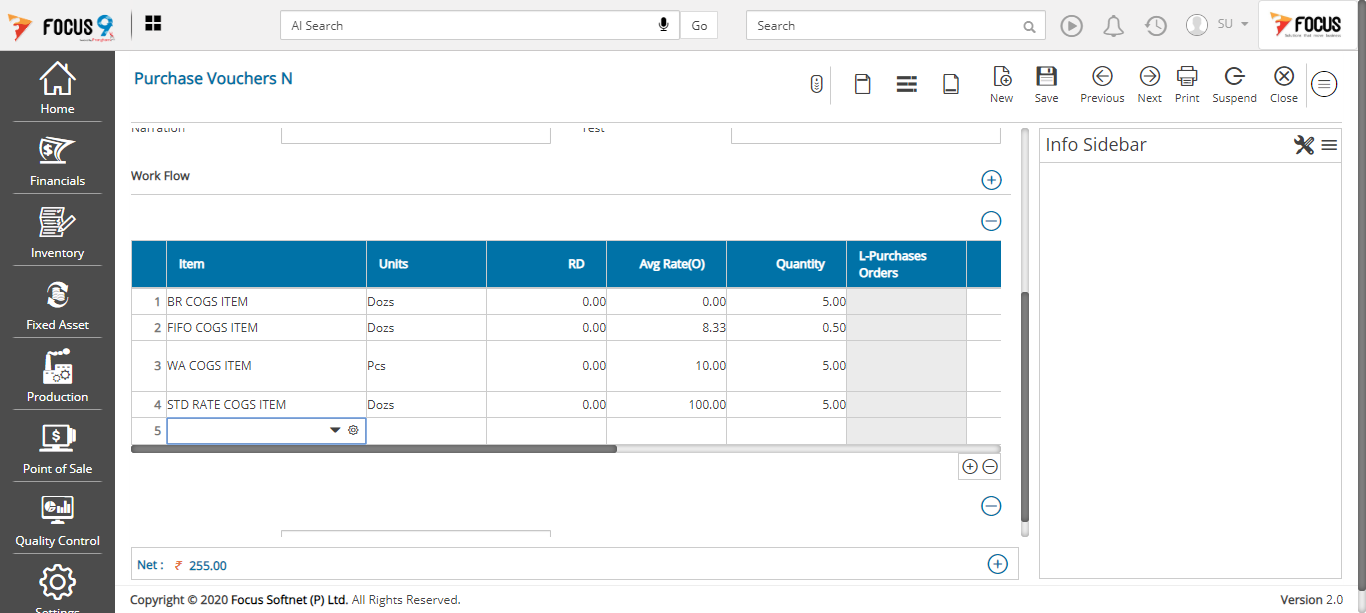 FOCUS 9
AI Search
Go
Search
SU
FOCUS
Home
Financials
Inventory
Fixed Asset
Production
Point of Sale
Quality Control
Settings
Purchase Vouchers N
New Save Previous Next Print Suspend Close
Narration Test
Work Flow
Item Units RD Avg Rate(O) Quantity L-Purchases
Orders
1 BR COGS ITEM Dozs 0.00 0.00 5.00
2 FIFO COGS ITEM Dozs 0.00 8.33 0.50
3 WA COGS ITEM Pcs 0.00 10.00 5.00
4 STD RATE COGS ITEM Dozs 0.00 100.00 5.00
5
Net : ₹ 255.00
Info Sidebar
Copyright © 2020 Focus Softnet (P) Ltd. All Rights Reserved.
Version 2.0